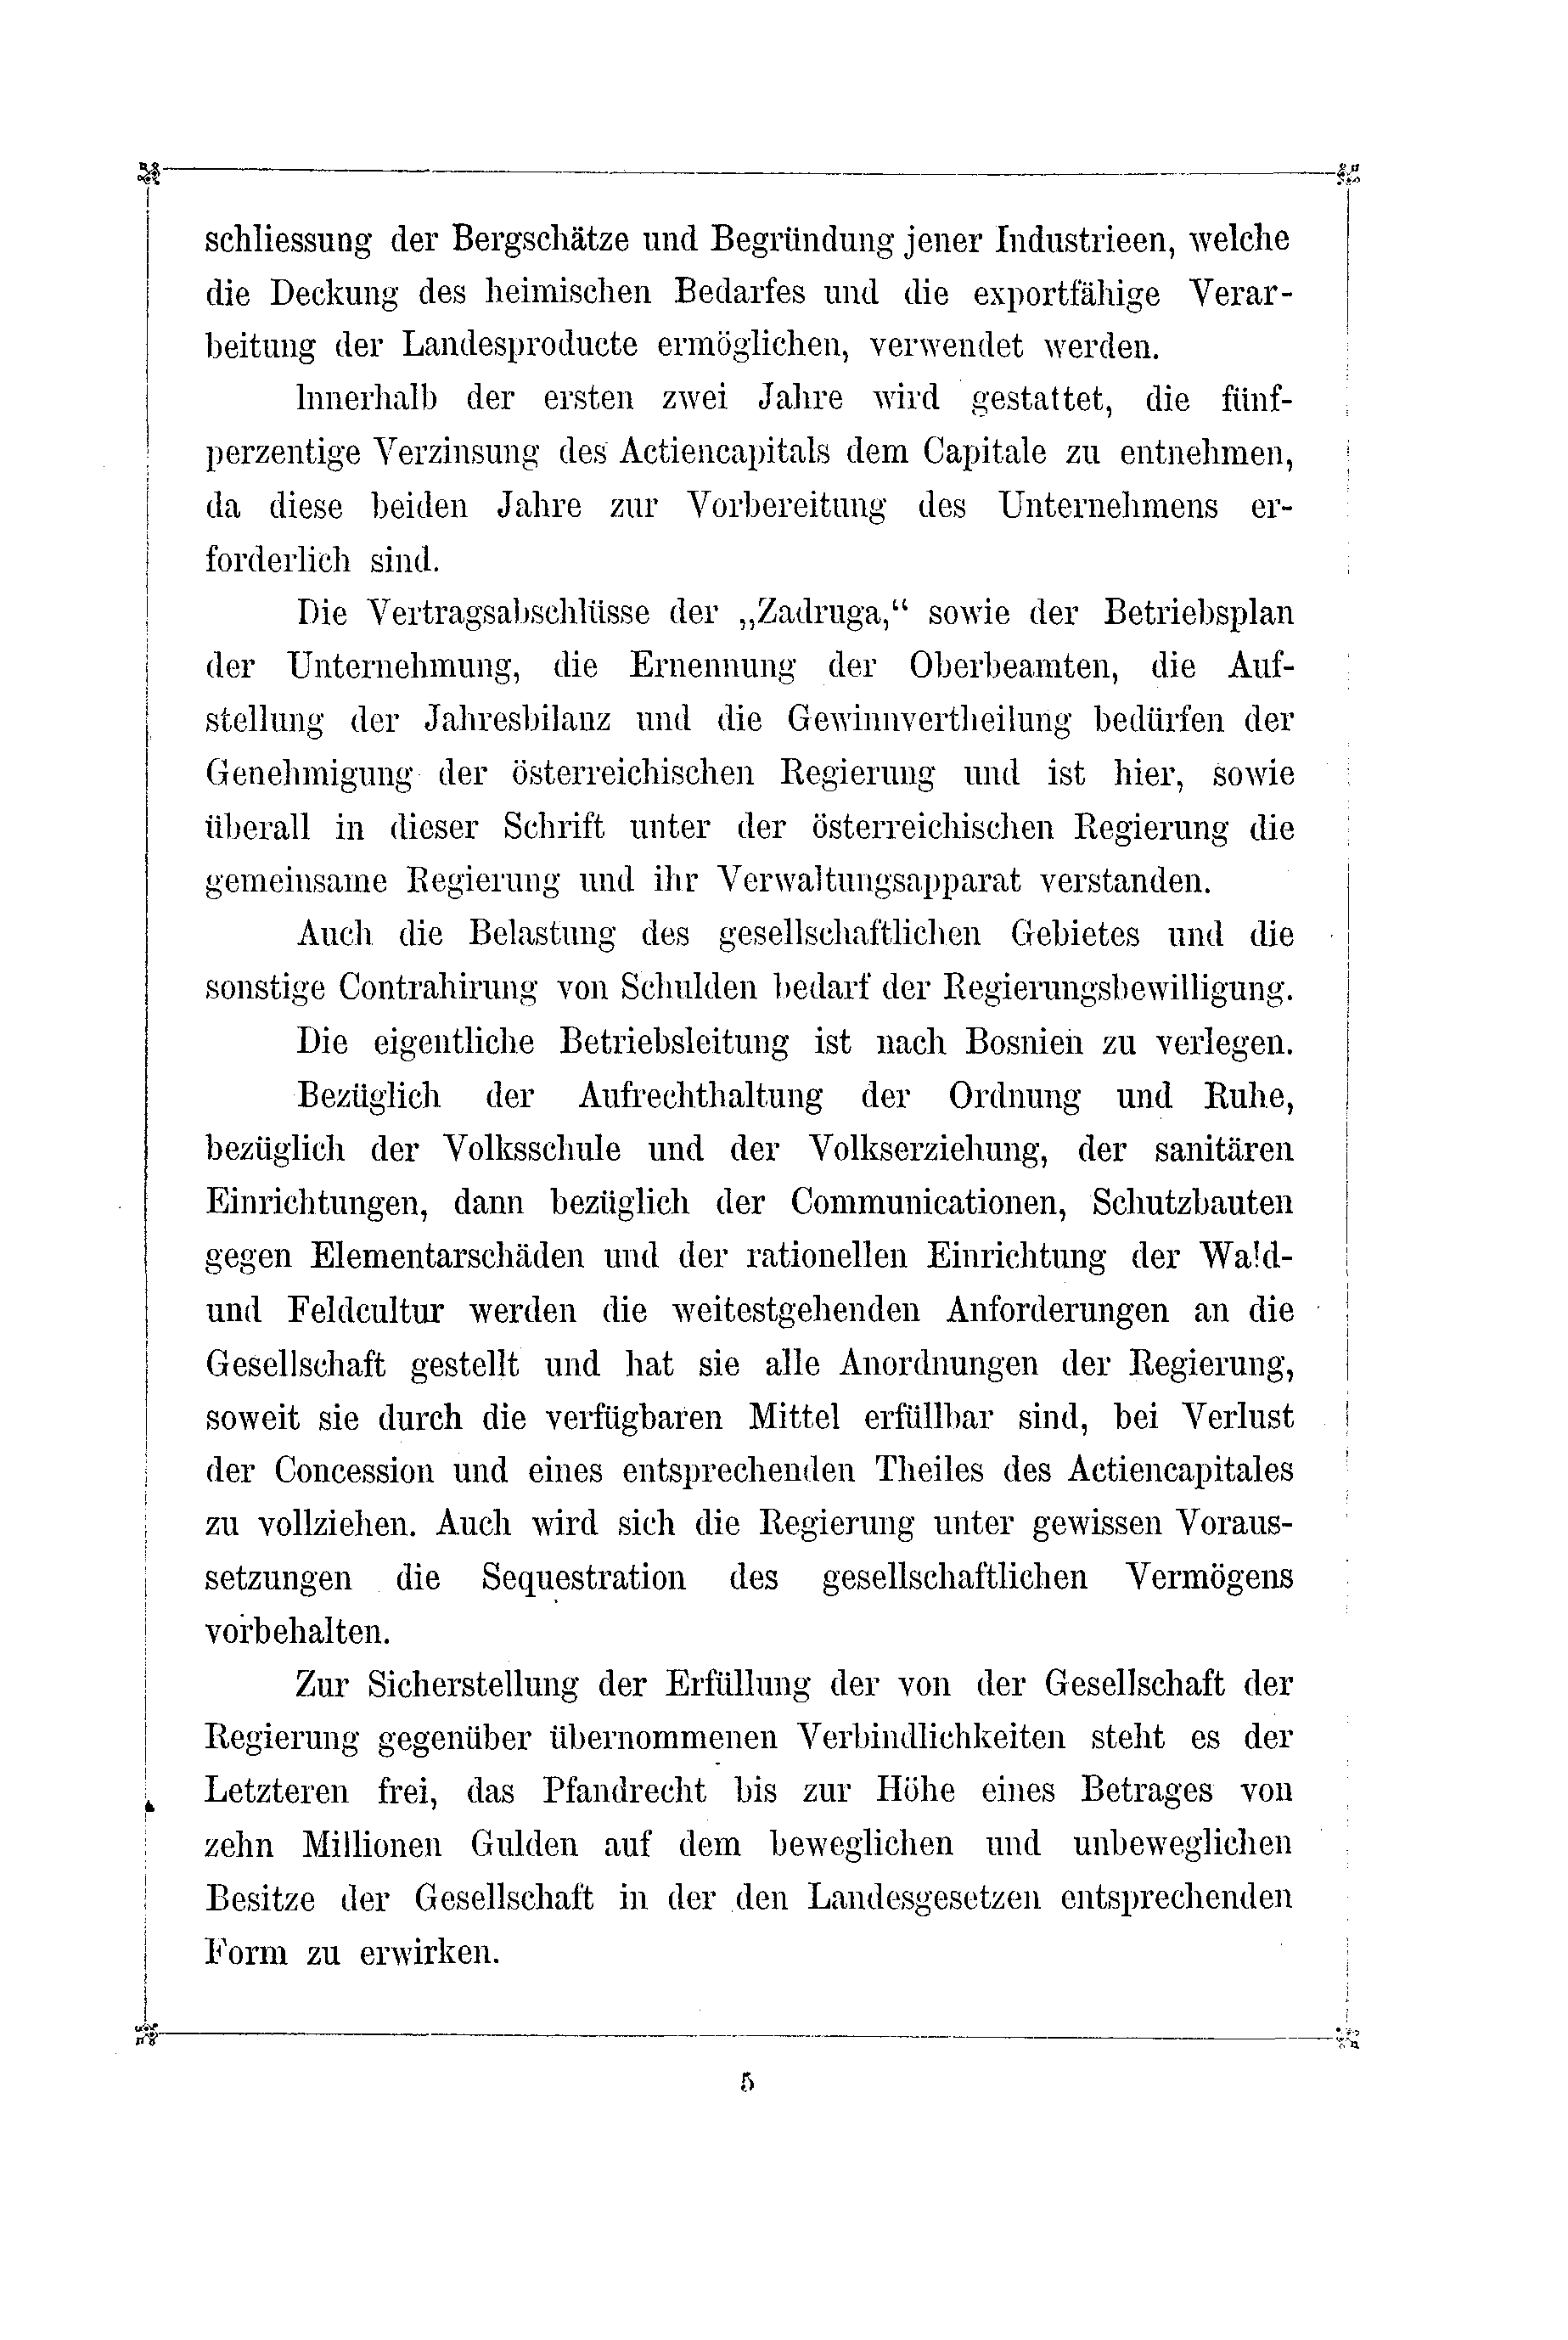 schliessung der Bergschätze und Begründung jener Industrieen, welche
die Deckung des heimischen Bedarfes und die exportfähige Verar-
beitung der Landesproducte ermöglichen, verwendet werden.
Innerhalb der ersten zwei Jahre wird gestattet, die fünf-
perzentige Verzinsung des Actiencapitals dem Capitale zu entnehmen,
da diese beiden Jahre zur Vorbereitung des Unternehmens er-
forderlich sind.
Die Vertragsabschlüsse der „Zadruga,“ sowie der Betriebsplan
der Unternehmung, die Ernennung der Oberbeamten, die Auf-
stellung der Jahresbilanz und die Gewinnvertheilung bedürfen der
Genehmigung der österreichischen Regierung und ist hier, sowie
überall in dieser Schrift unter der österreichischen Regierung die
gemeinsame Regierung und ihr Verwaltungsapparat verstanden.
Auch die Belastung des gesellschaftlichen Gebietes und die
sonstige Contrahirung von Schulden bedarf der Regierungsbewilligung.
Die eigentliche Betriebsleitung ist nach Bosnien zu verlegen.
Bezüglich der Aufrechthaltung der Ordnung und Ruhe,
bezüglich der Volksschule und der Volkserziehung, der sanitären
Einrichtungen, dann bezüglich der Communicationen, Schutzbauten
gegen Elementarschäden und der rationellen Einrichtung der Wald-
und Feldcultur werden die weitestgehenden Anforderungen an die
Gesellschaft gestellt und hat sie alle Anordnungen der Regierung,
soweit sie durch die verfügbaren Mittel erfüllbar sind, bei Verlust
der Concession und eines entsprechenden Theiles des Actiencapitales
zu vollziehen. Auch wird sich die Regierung unter gewissen Voraus-
setzungen die Sequestration des gesellschaftlichen Vermögens
vorbehalten.
Zur Sicherstellung der Erfüllung der von der Gesellschaft der
Regierung gegenüber übernommenen Verbindlichkeiten steht es der
Letzteren frei, das Pfandrecht bis zur Höhe eines Betrages von
zehn Millionen Gulden auf dem beweglichen und unbeweglichen
Besitze der Gesellschaft in der den Landesgesetzen entsprechenden
Form zu erwirken.
5